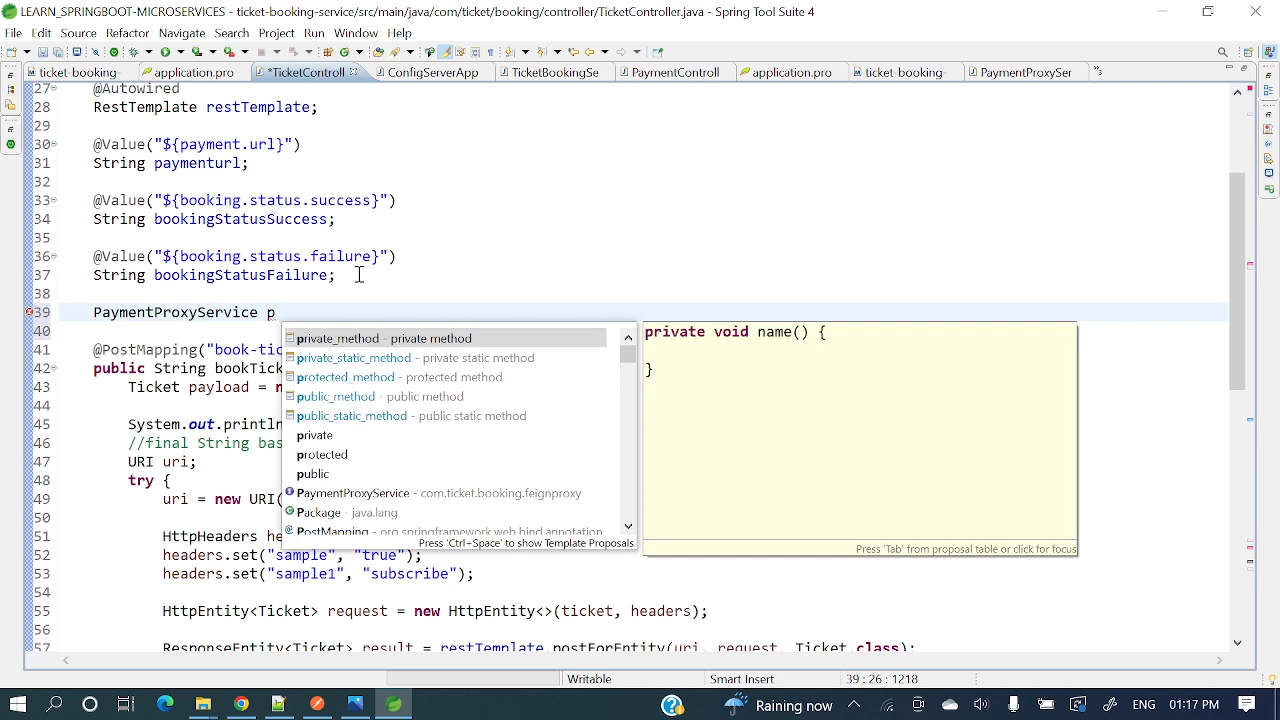 LEARN_SPRINGBOOT-MICROSERVICES - ticket-booking-service/src/main/java/com/ticket/booking/controller/TicketController.java - Spring Tool Suite 4
File Edit Source Refactor Navigate Search Project Run Window Help
ticket-booking- application.pro *TicketControll ConfigServerApp TicketBookingSe PaymentControll application.pro ticket-booking- PaymentProxySer
27 @Autowired
28 RestTemplate restTemplate;
29
30 @Value("${payment.url}")
31 String paymenturl;
32
33 @Value("${booking.status.success}")
34 String bookingStatusSuccess;
35
36 @Value("${booking.status.failure}")
37 String bookingStatusFailure;
38
39 PaymentProxyService p
40
41 @PostMapping("book-tic
42 public String bookTick
43 Ticket payload = n
44
45 System.out.println
46 //final String bas
47 URI uri;
48 try {
49 uri = new URI(
50
51 HttpHeaders he
52 headers.set("sample", "true");
53 headers.set("sample1", "subscribe");
54
55 HttpEntity<Ticket> request = new HttpEntity<>(ticket, headers);
56
57 ResponseEntity<Ticket> result = restTemplate.postForEntity(uri, request, Ticket.class);
private_method - private method
private_static_method - private static method
protected_method - protected method
public_method - public method
public_static_method - public static method
private
protected
public
PaymentProxyService - com.ticket.booking.feignproxy
Package - java.lang
PostMapping - org.springframework.web.bind.annotation
Press 'Ctrl+Space' to show Template Proposals
private void name() {
}
Press 'Tab' from proposal table or click for focus
Writable Smart Insert 39 : 26 : 1218
Raining now ENG 01:17 PM